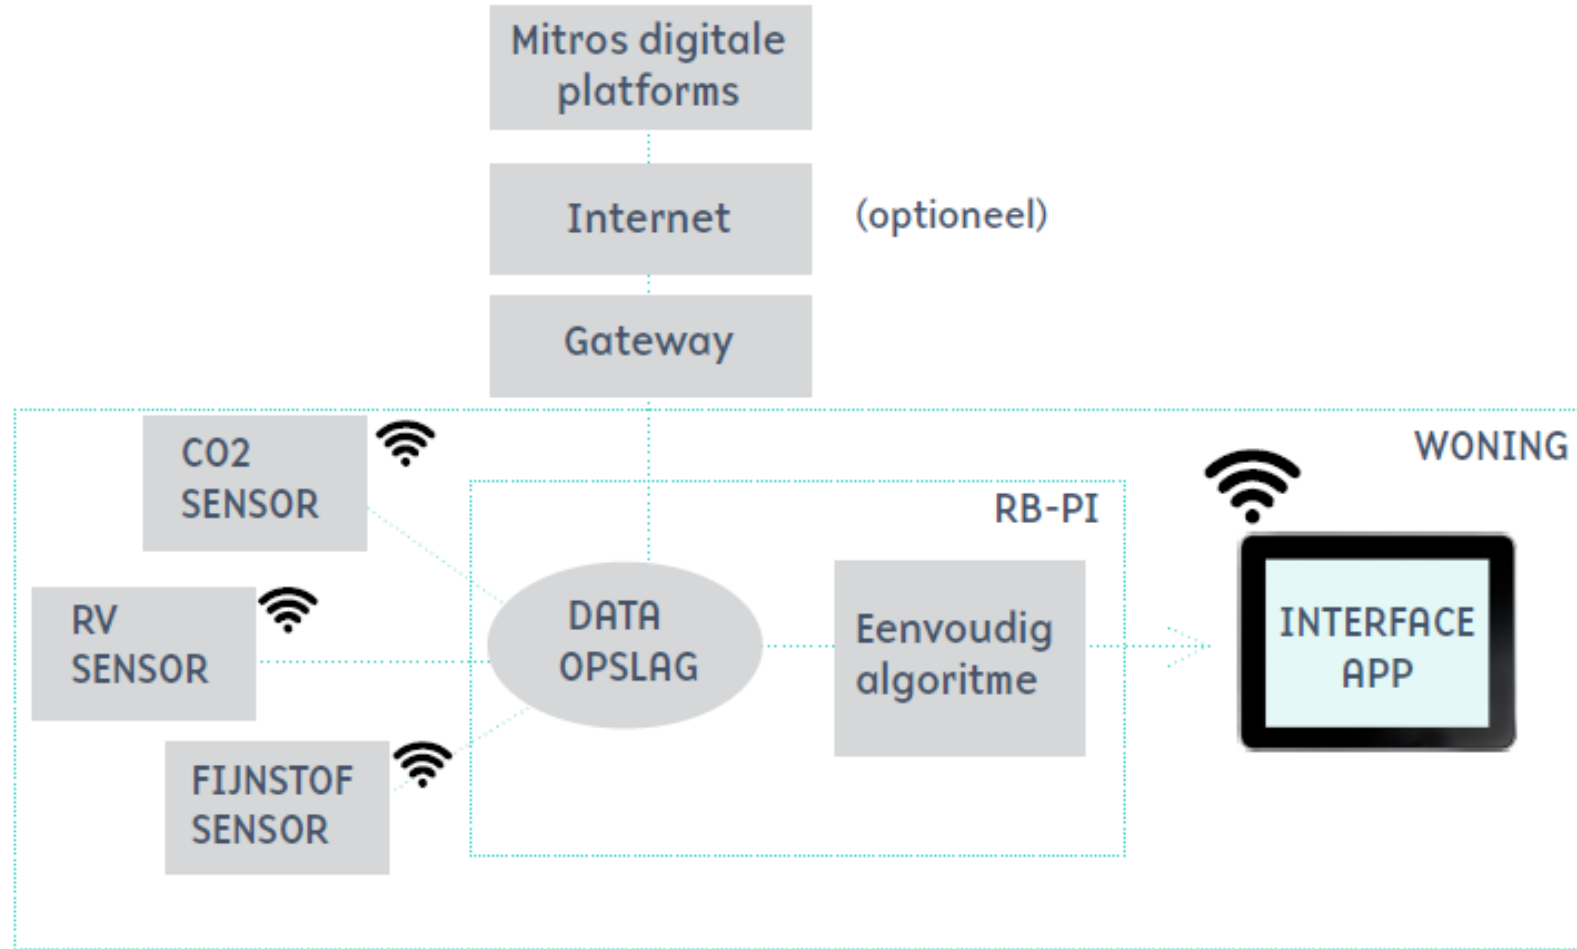 Mitros digitale
platforms
Internet
(optioneel)
Gateway
CO2
SENSOR
WONING
RB-PI
RV
SENSOR
DATA
OPSLAG
Eenvoudig
algoritme
INTERFACE
APP
FIJNSTOF
SENSOR